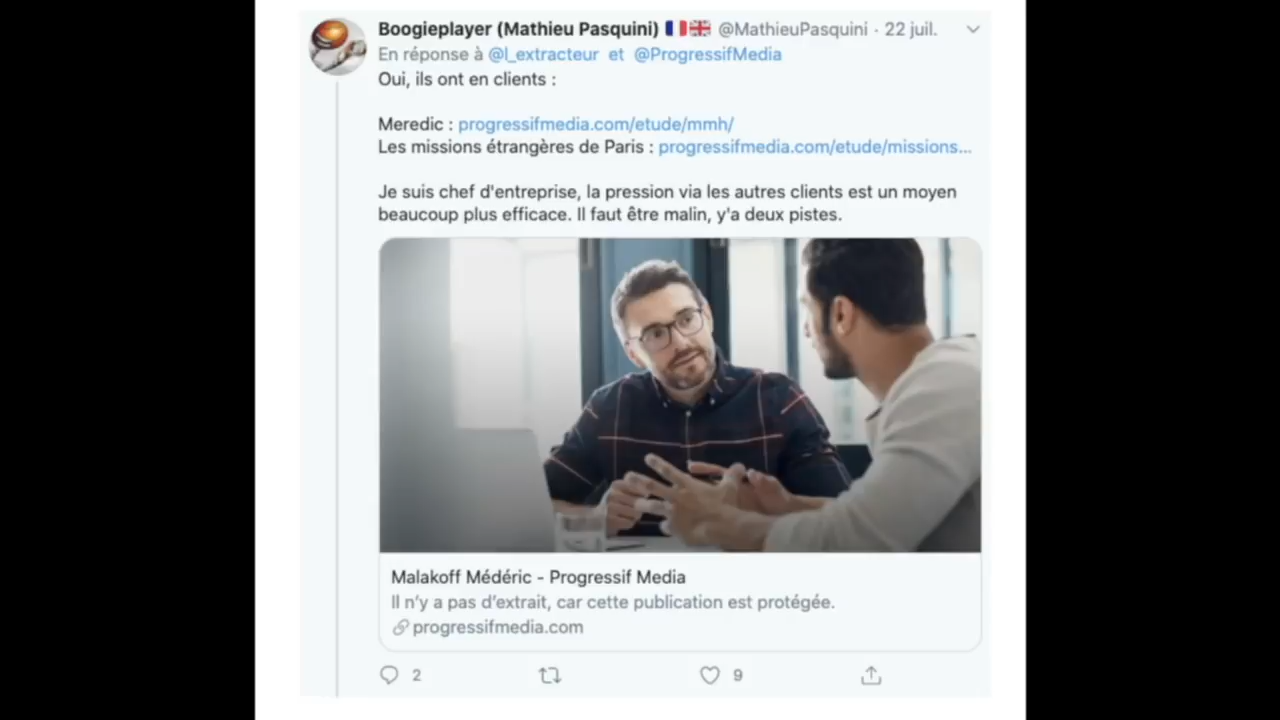 Boogieplayer (Mathieu Pasquini) 🇫🇷🇬🇧 @MathieuPasquini · 22 juil.
En réponse à @l_extracteur et @ProgressifMedia
Oui, ils ont en clients :
Meredic : progressifmedia.com/etude/mmh/
Les missions étrangères de Paris : progressifmedia.com/etude/missions...
Je suis chef d'entreprise, la pression via les autres clients est un moyen
beaucoup plus efficace. Il faut être malin, y'a deux pistes.
Malakoff Médéric - Progressif Media
Il n'y a pas d'extrait, car cette publication est protégée.
progressifmedia.com
2 9